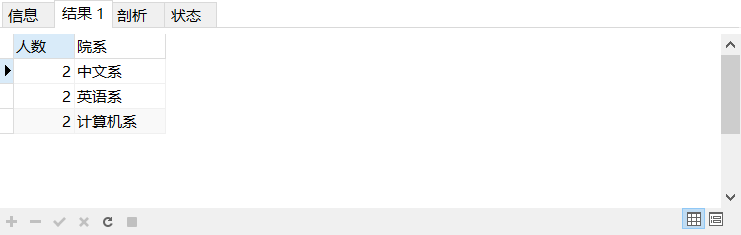 信息 结果 1 剖析 状态
人数 院系
2 中文系
2 英语系
2 计算机系